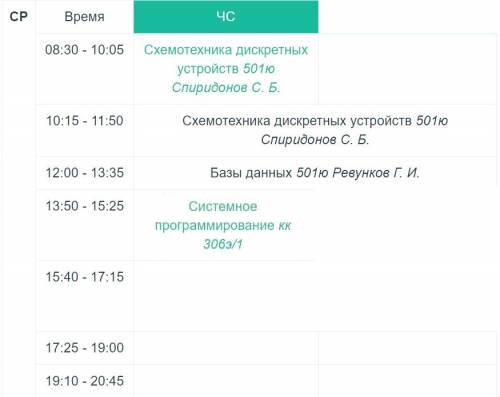 СР Время ЧС
08:30 - 10:05 Схемотехника дискретных
устройств 501ю
Спиридонов С. Б.
10:15 - 11:50 Схемотехника дискретных устройств 501ю
Спиридонов С. Б.
12:00 - 13:35 Базы данных 501ю Ревунков Г. И.
13:50 - 15:25 Системное
программирование кк
306э/1
15:40 - 17:15
17:25 - 19:00
19:10 - 20:45